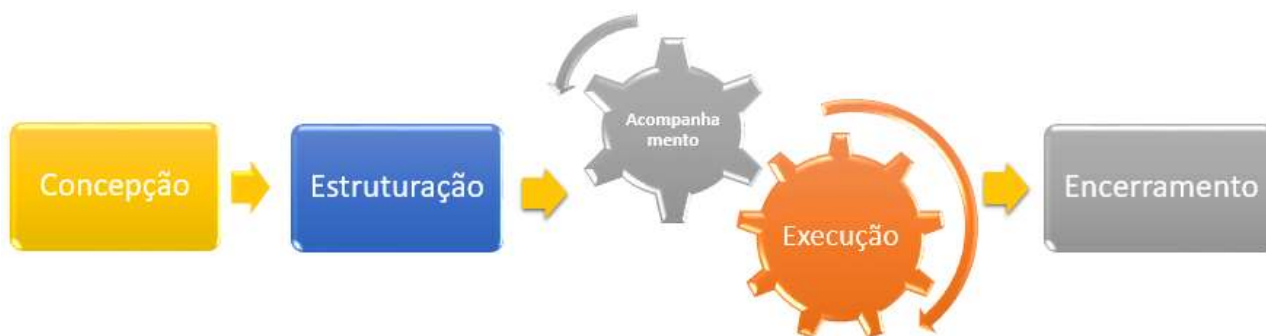 Concepção
Estruturação
Acompanha
mento
Execução
Encerramento